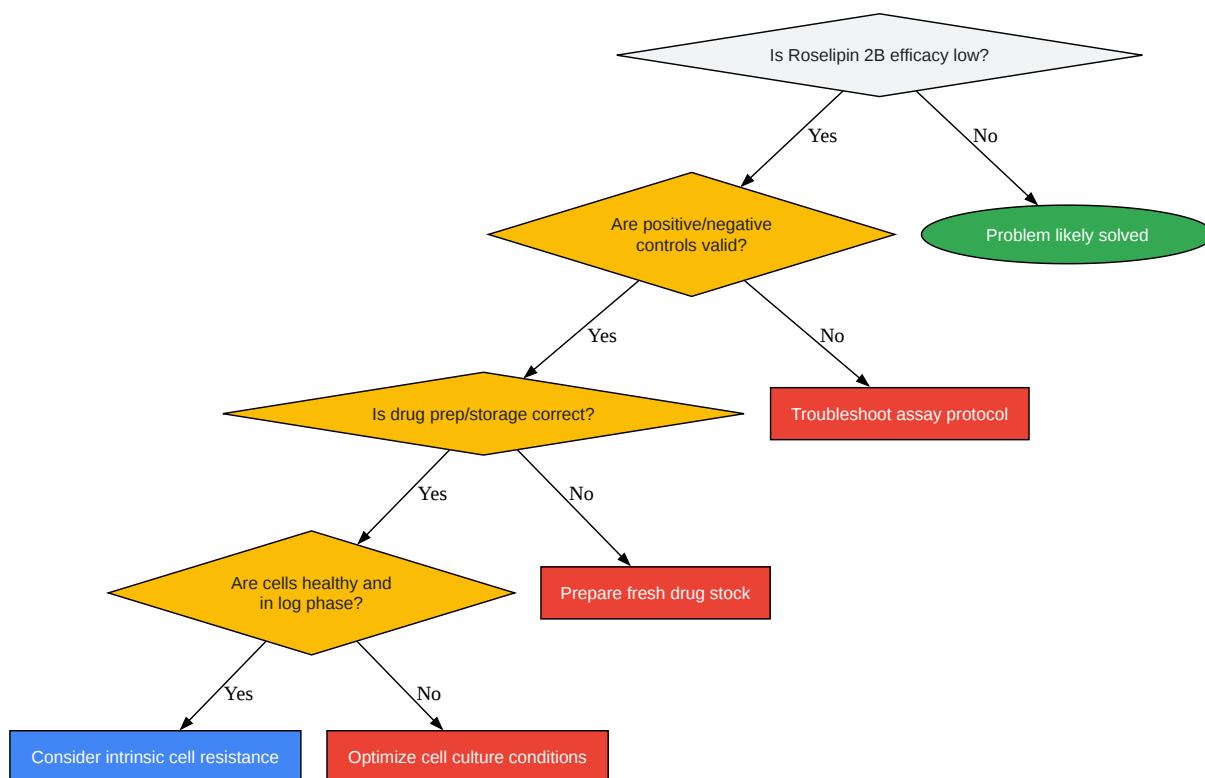 Is Roselipin 2B efficacy low?
Yes
No
Are positive/negative
controls valid?
Problem likely solved
Yes
No
Is drug prep/storage correct?
Troubleshoot assay protocol
Yes
No
Are cells healthy and
in log phase?
Prepare fresh drug stock
Yes
No
Consider intrinsic cell resistance
Optimize cell culture conditions